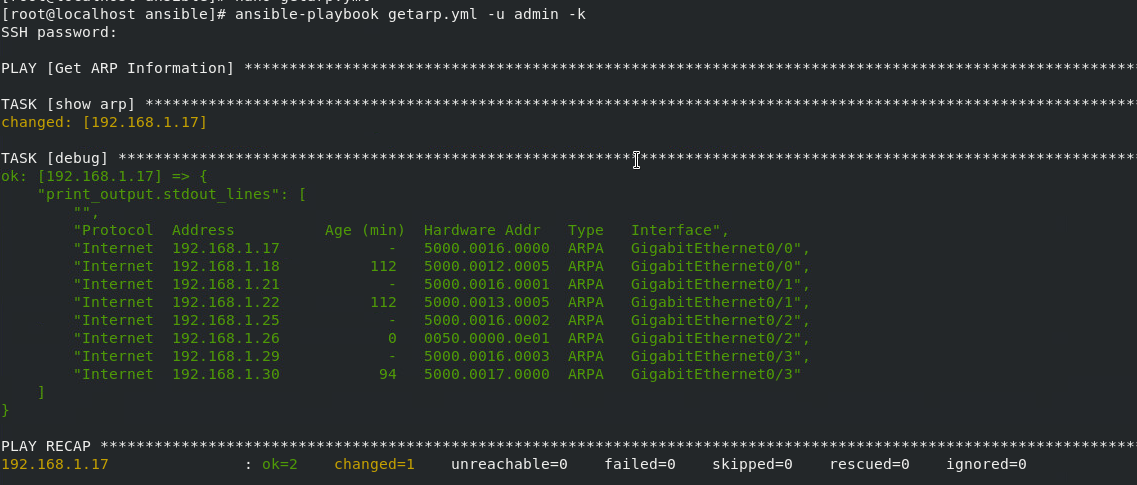 [root@localhost ansible]# ansible-playbook getarp.yml -u admin -k
SSH password:
PLAY [Get ARP Information] ****************************************************************************************************
TASK [show arp] ***************************************************************************************************************
changed: [192.168.1.17]
TASK [debug] ******************************************************************************************************************
ok: [192.168.1.17] => {
    "print_output.stdout_lines": [
        "",
        "Protocol  Address          Age (min)  Hardware Addr   Type   Interface",
        "Internet  192.168.1.17            -   5000.0016.0000  ARPA   GigabitEthernet0/0",
        "Internet  192.168.1.18          112   5000.0012.0005  ARPA   GigabitEthernet0/0",
        "Internet  192.168.1.21            -   5000.0016.0001  ARPA   GigabitEthernet0/1",
        "Internet  192.168.1.22          112   5000.0013.0005  ARPA   GigabitEthernet0/1",
        "Internet  192.168.1.25            -   5000.0016.0002  ARPA   GigabitEthernet0/2",
        "Internet  192.168.1.26            0   0050.0000.0e01  ARPA   GigabitEthernet0/2",
        "Internet  192.168.1.29            -   5000.0016.0003  ARPA   GigabitEthernet0/3",
        "Internet  192.168.1.30           94   5000.0017.0000  ARPA   GigabitEthernet0/3"
    ]
}
PLAY RECAP ********************************************************************************************************************
192.168.1.17               : ok=2    changed=1    unreachable=0    failed=0    skipped=0    rescued=0    ignored=0